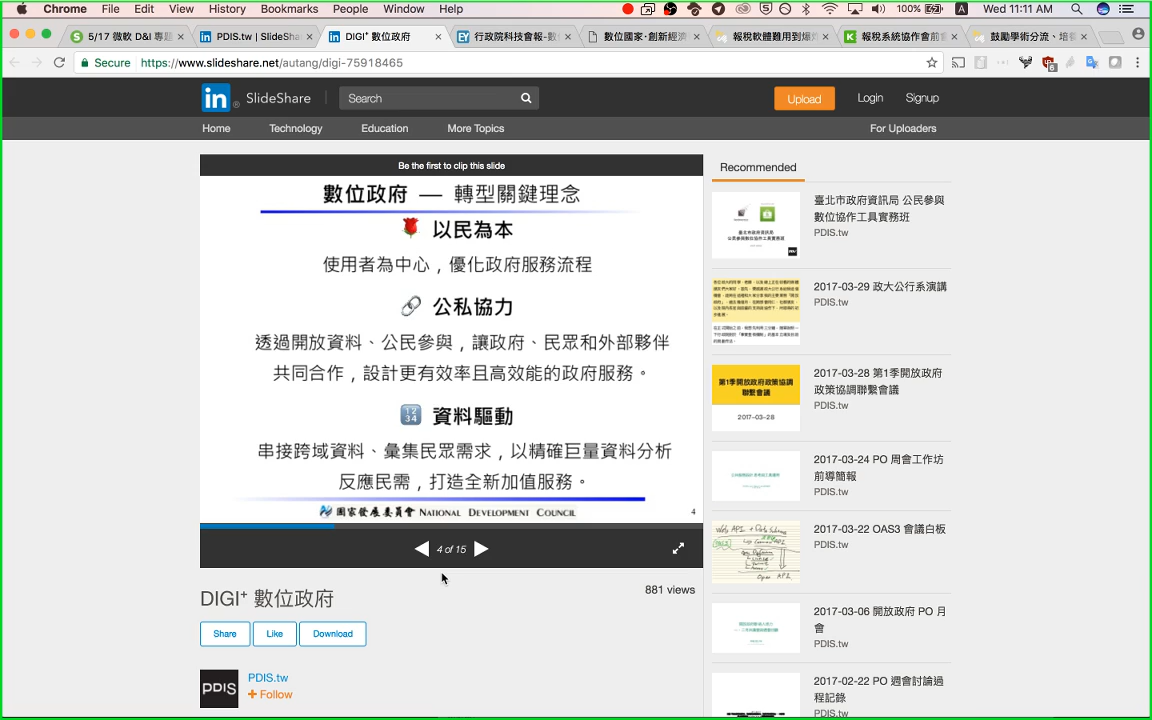 Chrome File Edit View History Bookmarks People Window Help 100% A Wed 11:11 AM
5/17 微軟 D&I 專題 × PDIS.tw | SlideSha × DIGI⁺ 數位政府 × 行政院科技會報-數 × 數位國家‧創新經濟 × 報稅軟體難用到爆炸 × 報稅系統協作會前會 × 鼓勵學術分流、培 ×
Secure https://www.slideshare.net/autang/digi-75918465
in SlideShare Search Upload Login Signup
Home Technology Education More Topics For Uploaders
Be the first to clip this slide
數位政府 — 轉型關鍵理念
以民為本
使用者為中心，優化政府服務流程
公私協力
透過開放資料、公民參與，讓政府、民眾和外部夥伴
共同合作，設計更有效率且高效能的政府服務。
資料驅動
串接跨域資料、彙集民眾需求，以精確巨量資料分析
反應民需，打造全新加值服務。
國家發展委員會 NATIONAL DEVELOPMENT COUNCIL 4
4 of 15
DIGI⁺ 數位政府
881 views
Share Like Download
PDIS
PDIS.tw
+ Follow
Recommended
臺北市政府資訊局 公民參與
數位協作工具實務班
PDIS.tw
2017-03-29 政大公行系演講
PDIS.tw
第1季開放政府政策協調
聯繫會議
2017-03-28
2017-03-28 第1季開放政府
政策協調聯繫會議
PDIS.tw
2017-03-24 PO 周會工作坊
前導簡報
PDIS.tw
2017-03-22 OAS3 會議白板
PDIS.tw
2017-03-06 開放政府 PO 月
會
PDIS.tw
2017-02-22 PO 週會討論過
程記錄
PDIS.tw